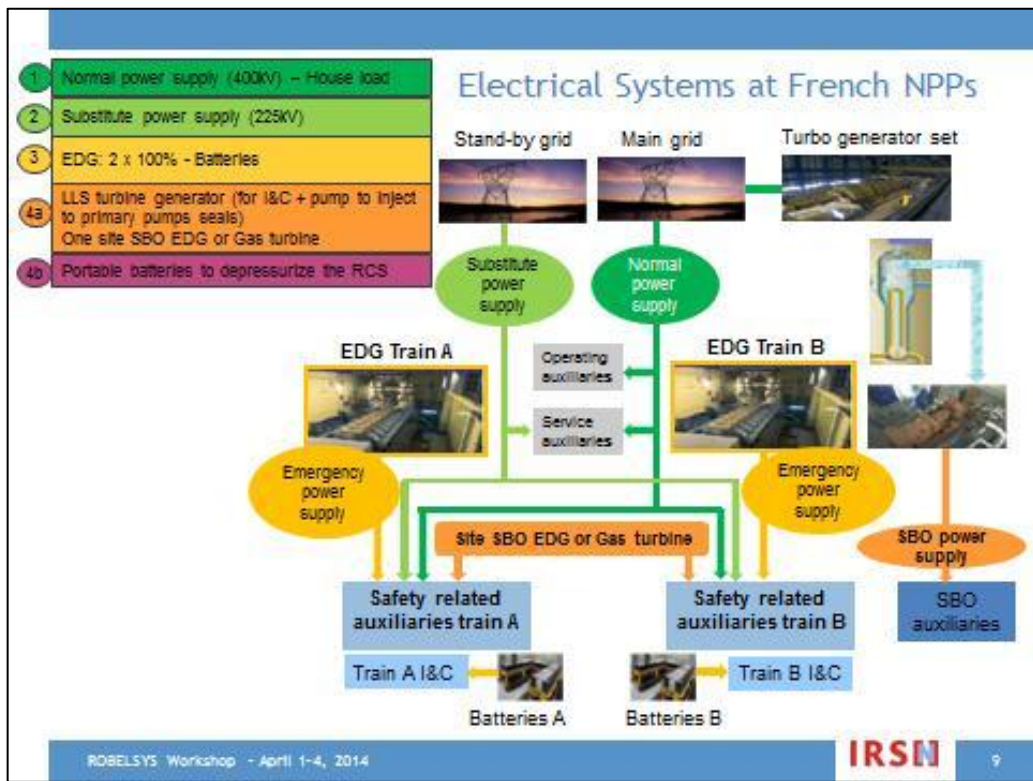 1
Normal power supply (400kV) – House load
2
Substitute power supply (225kV)
3
EDG: 2 x 100% - Batteries
4a
LLS turbine generator (for I&C + pump to inject
to primary pumps seals)
One site SBO EDG or Gas turbine
4b
Portable batteries to depressurize the RCS
Electrical Systems at French NPPs
Stand-by grid
Main grid
Turbo generator set
Substitute
power
supply
Normal
power
supply
EDG Train A
Operating
auxiliaries
EDG Train B
Service
auxiliaries
Emergency
power
supply
Emergency
power
supply
Site SBO EDG or Gas turbine
SBO power
supply
Safety related
auxiliaries train A
Safety related
auxiliaries train B
SBO
auxiliaries
Train A I&C
Train B I&C
Batteries A
Batteries B
ROBELSYS Workshop – April 1-4, 2014
IRSN
9